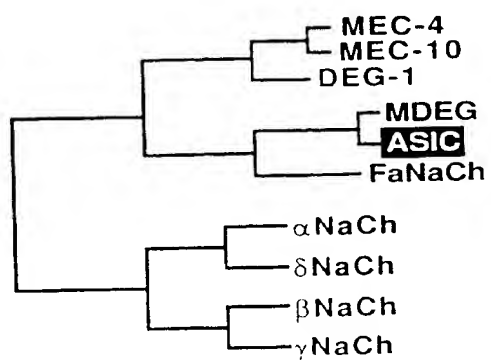 MEC-4
MEC-10
DEG-1
MDEG
ASIC
FaNaCh
αNaCh
δNaCh
βNaCh
γNaCh